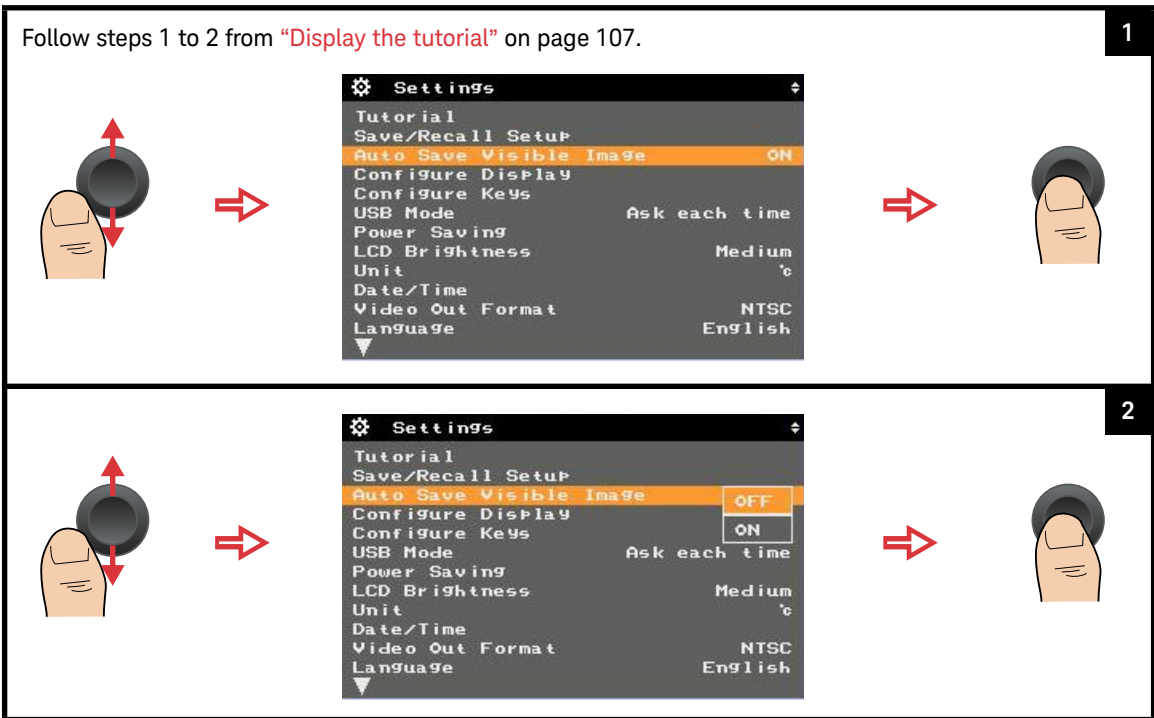 Follow steps 1 to 2 from “Display the tutorial” on page 107.
1
Settings
Tutorial
Save/Recall Setup
Auto Save Visible Image ON
Configure Display
Configure Keys
USB Mode Ask each time
Power Saving
LCD Brightness Medium
Unit °c
Date/Time
Video Out Format NTSC
Language English
2
Settings
Tutorial
Save/Recall Setup
Auto Save Visible Image OFF
Configure Display
Configure Keys ON
USB Mode Ask each time
Power Saving
LCD Brightness Medium
Unit °c
Date/Time
Video Out Format NTSC
Language English